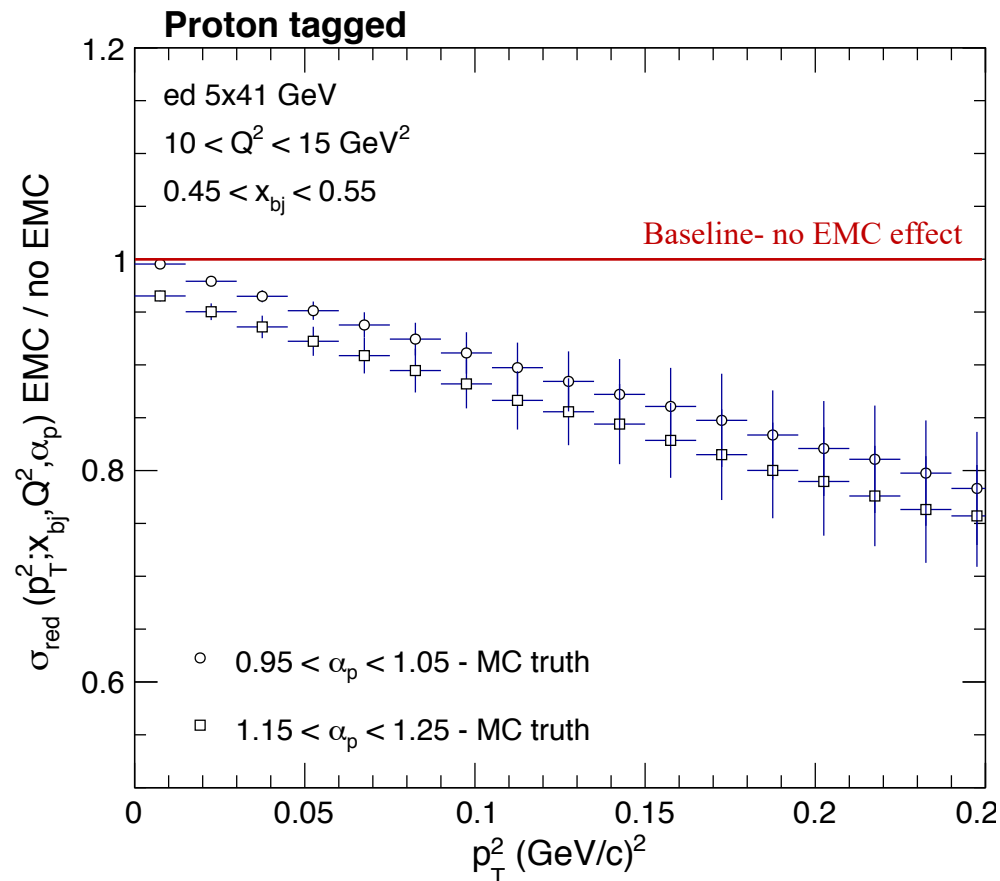 Proton tagged
1.2
ed 5x41 GeV
10 < Q² < 15 GeV²
0.45 < x_bj < 0.55
Baseline- no EMC effect
1
0.8
0.6
σ_red (p_T²;x_bj,Q²,α_p) EMC / no EMC
0.95 < α_p < 1.05 - MC truth
1.15 < α_p < 1.25 - MC truth
0 0.05 0.1 0.15 0.2 0.2
p_T² (GeV/c)²